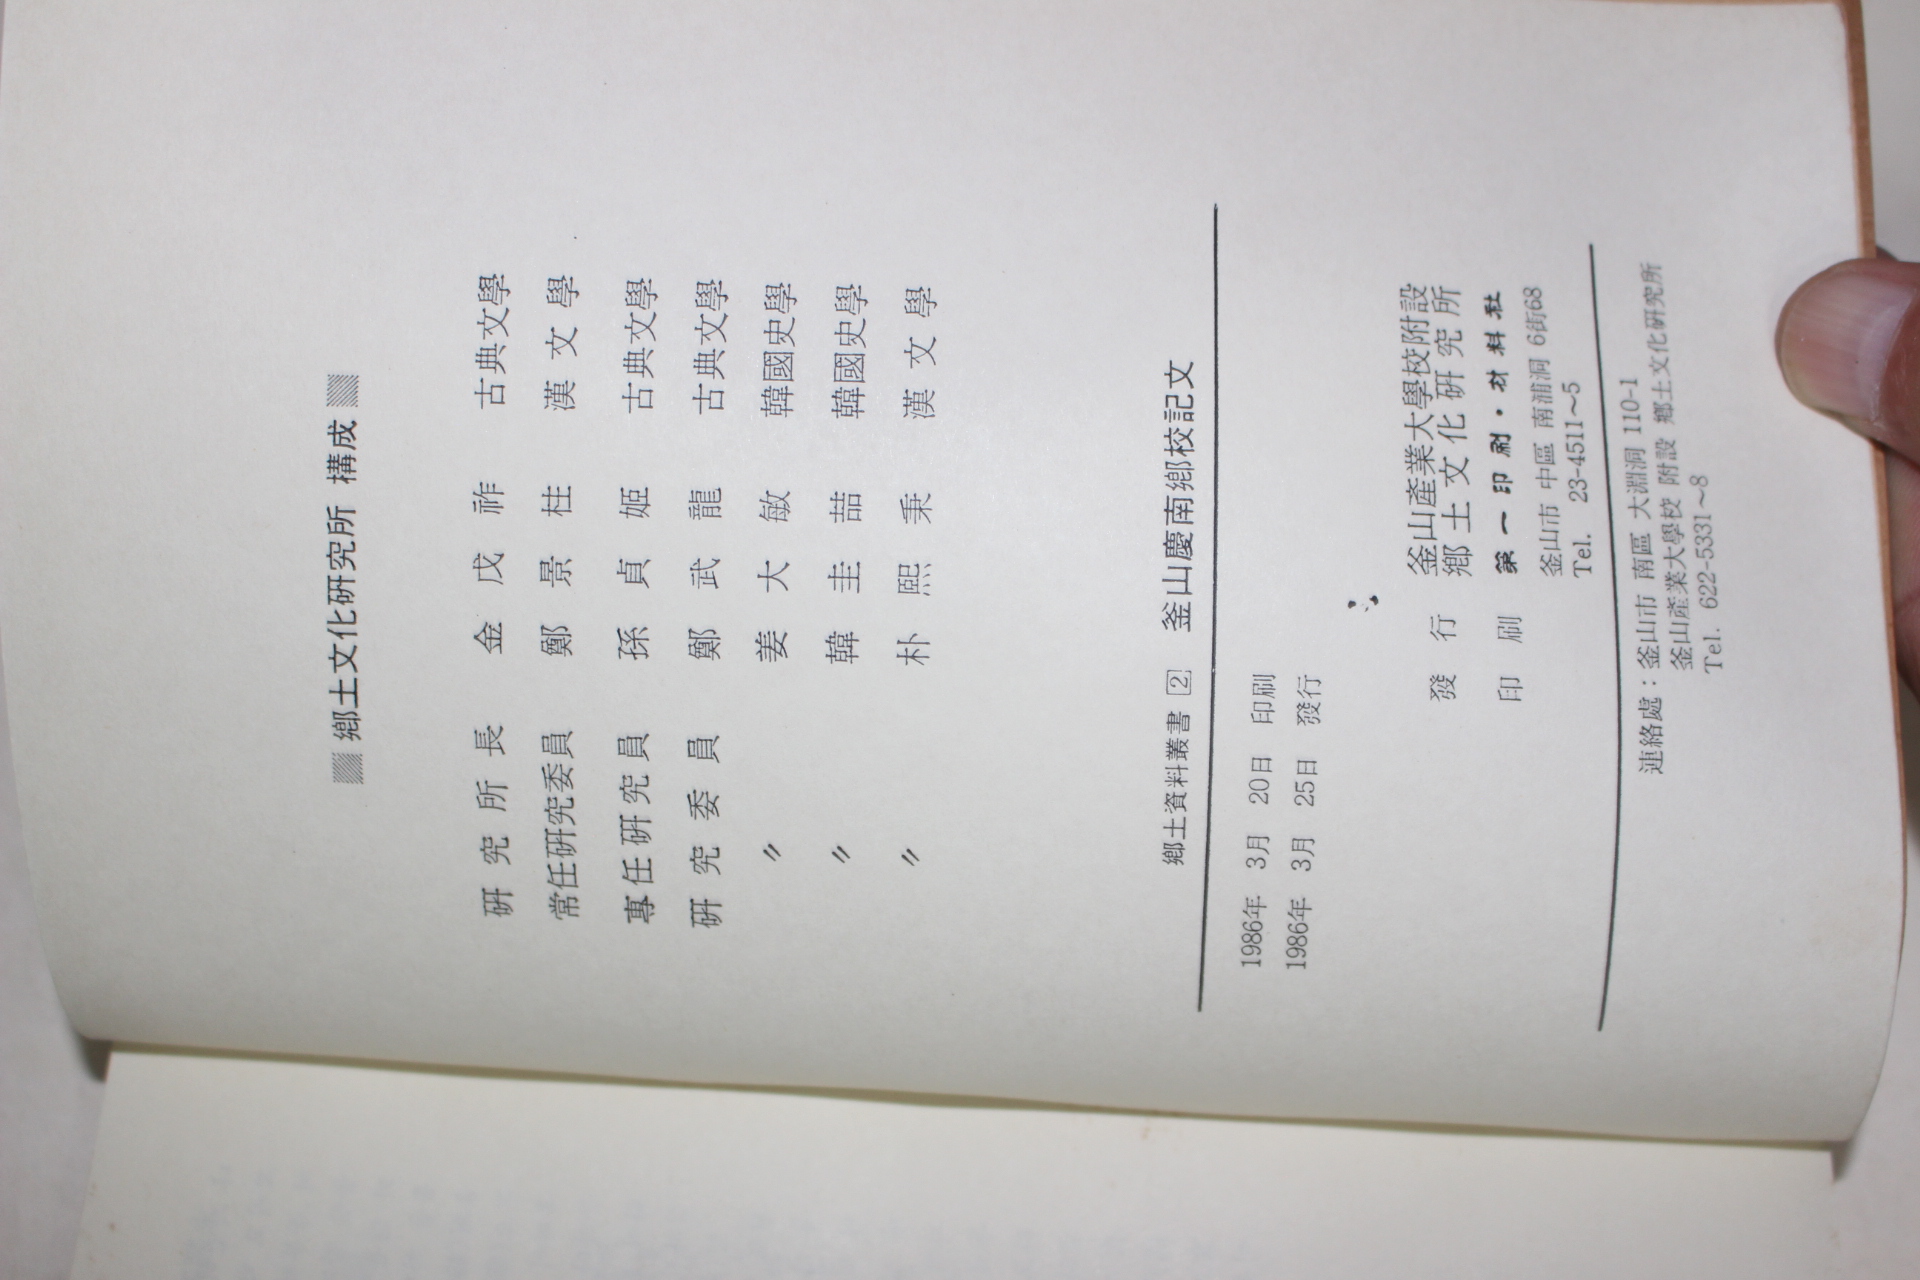 鄕土文化硏究所 構成
硏究所長 金戊祚 古典文學
常任硏究委員 鄭景柱 漢文學
專任硏究員 孫貞姬 古典文學
硏究委員 鄭武龍 古典文學
〃 姜大敏 韓國史學
〃 韓圭喆 韓國史學
〃 朴熙秉 漢文學
鄕土資料叢書 2 釜山慶南鄕校記文
1986年 3月 20日 印刷
1986年 3月 25日 發行
發行 釜山產業大學校附設
鄕土文化硏究所
印刷 第一印刷·材料社
釜山市 中區 南浦洞 6街68
Tel. 23-4511～5
連絡處：釜山市 南區 大淵洞 110-1
釜山產業大學校 附設 鄕土文化硏究所
Tel. 622-5331～8